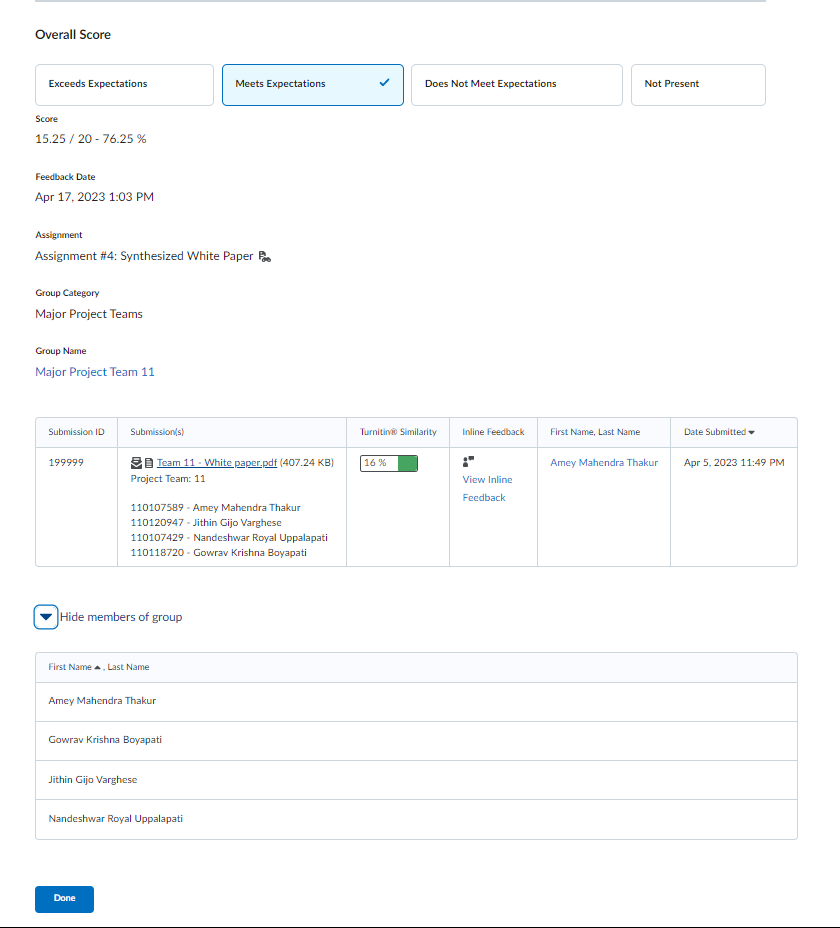 Overall Score
Exceeds Expectations
Meets Expectations
Does Not Meet Expectations
Not Present
Score
15.25 / 20 - 76.25 %
Feedback Date
Apr 17, 2023 1:03 PM
Assignment
Assignment #4: Synthesized White Paper
Group Category
Major Project Teams
Group Name
Major Project Team 11
Submission ID
Submission(s)
Turnitin® Similarity
Inline Feedback
First Name, Last Name
Date Submitted
199999
Team 11 - White paper.pdf (407.24 KB)
Project Team: 11
110107589 - Amey Mahendra Thakur
110120947 - Jithin Gijo Varghese
110107429 - Nandeshwar Royal Uppalapati
110118720 - Gowrav Krishna Boyapati
16 %
View Inline
Feedback
Amey Mahendra Thakur
Apr 5, 2023 11:49 PM
Hide members of group
First Name , Last Name
Amey Mahendra Thakur
Gowrav Krishna Boyapati
Jithin Gijo Varghese
Nandeshwar Royal Uppalapati
Done